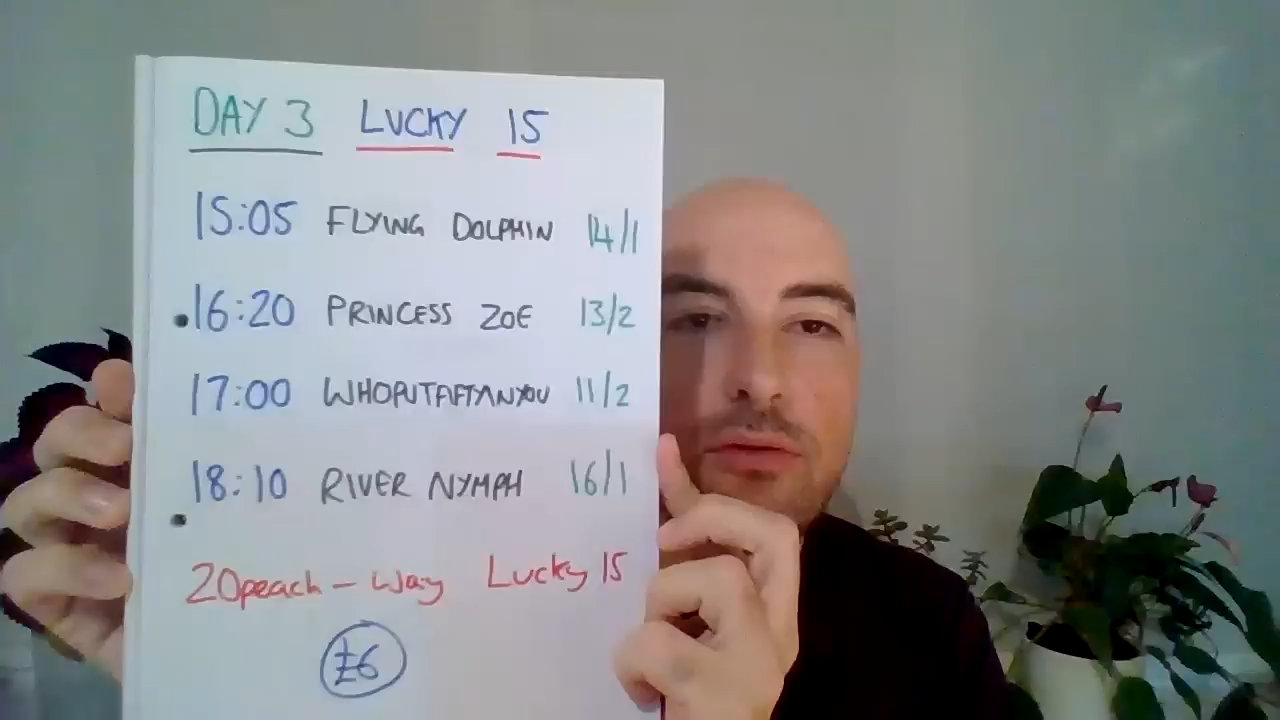 DAY 3 LUCKY 15
15:05 FLYING DOLPHIN 14/1
16:20 PRINCESS ZOE 13/2
17:00 WHOPUTFIFTYINYOU 11/2
18:10 RIVER NYMPH 16/1
20p each-way Lucky 15
£6